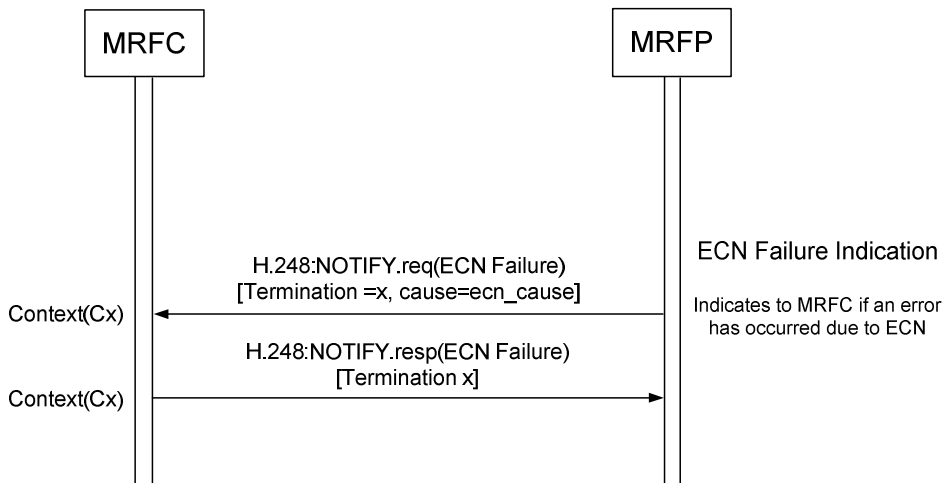 MRFC
MRFP
ECN Failure Indication
H.248:NOTIFY.req(ECN Failure)
[Termination =x, cause=ecn_cause]
Indicates to MRFC if an error
has occurred due to ECN
Context(Cx)
H.248:NOTIFY.resp(ECN Failure)
[Termination x]
Context(Cx)